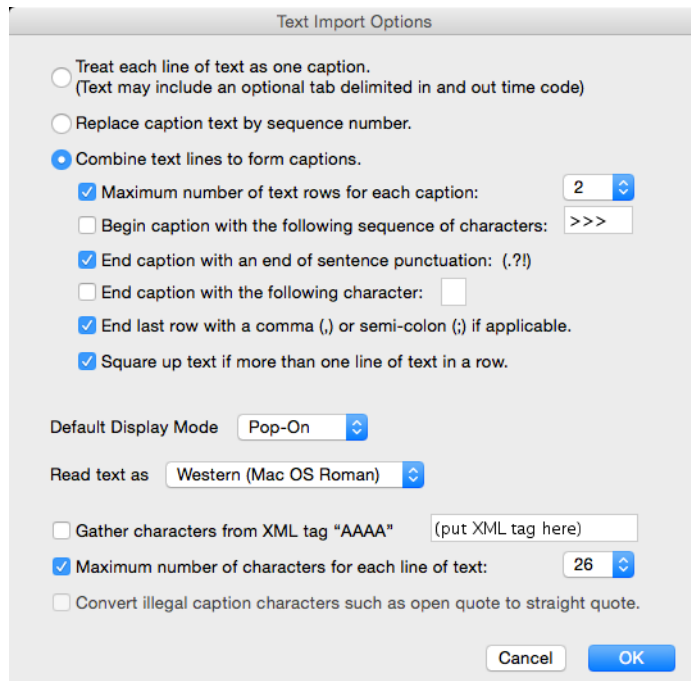 Text Import Options
Treat each line of text as one caption.
(Text may include an optional tab delimited in and out time code)
Replace caption text by sequence number.
Combine text lines to form captions.
Maximum number of text rows for each caption: 2
Begin caption with the following sequence of characters: >>>
End caption with an end of sentence punctuation: (.?!)
End caption with the following character:
End last row with a comma (,) or semi-colon (;) if applicable.
Square up text if more than one line of text in a row.
Default Display Mode Pop-On
Read text as Western (Mac OS Roman)
Gather characters from XML tag “AAAA” (put XML tag here)
Maximum number of characters for each line of text: 26
Convert illegal caption characters such as open quote to straight quote.
Cancel OK